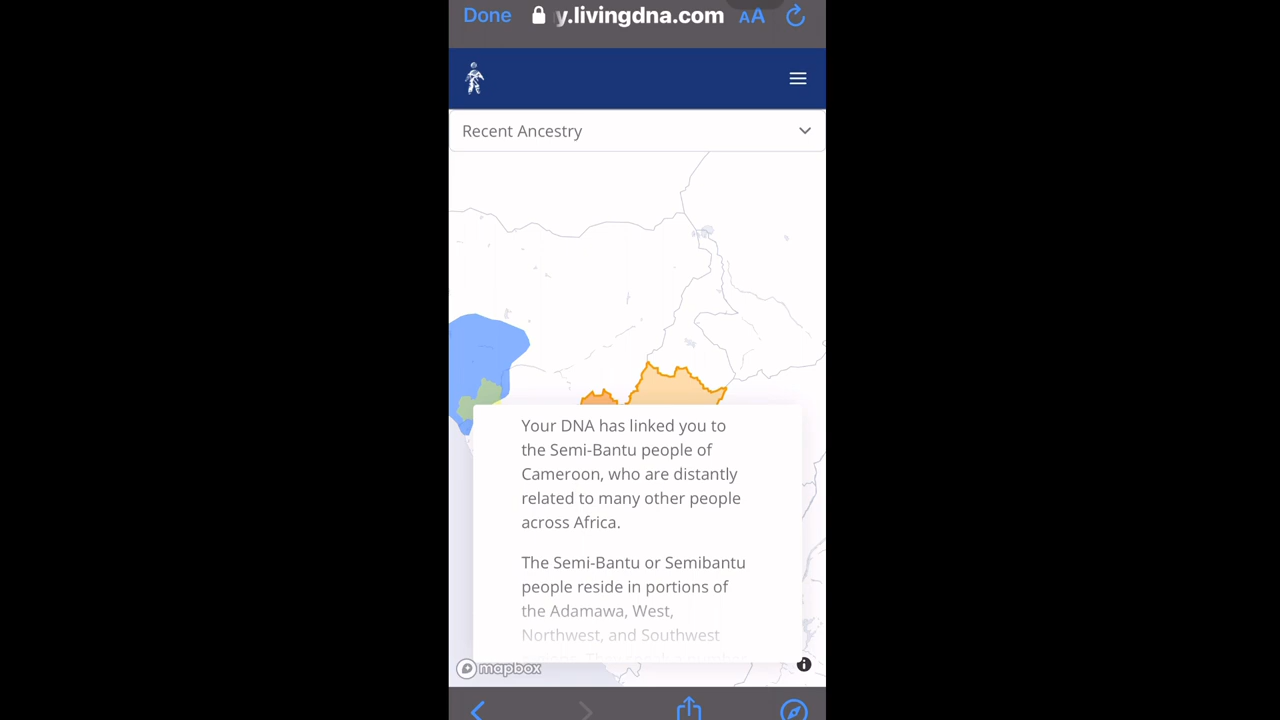 Done
y.livingdna.com
AA
Recent Ancestry
Your DNA has linked you to
the Semi-Bantu people of
Cameroon, who are distantly
related to many other people
across Africa.
The Semi-Bantu or Semibantu
people reside in portions of
the Adamawa, West,
Northwest, and Southwest
mapbox